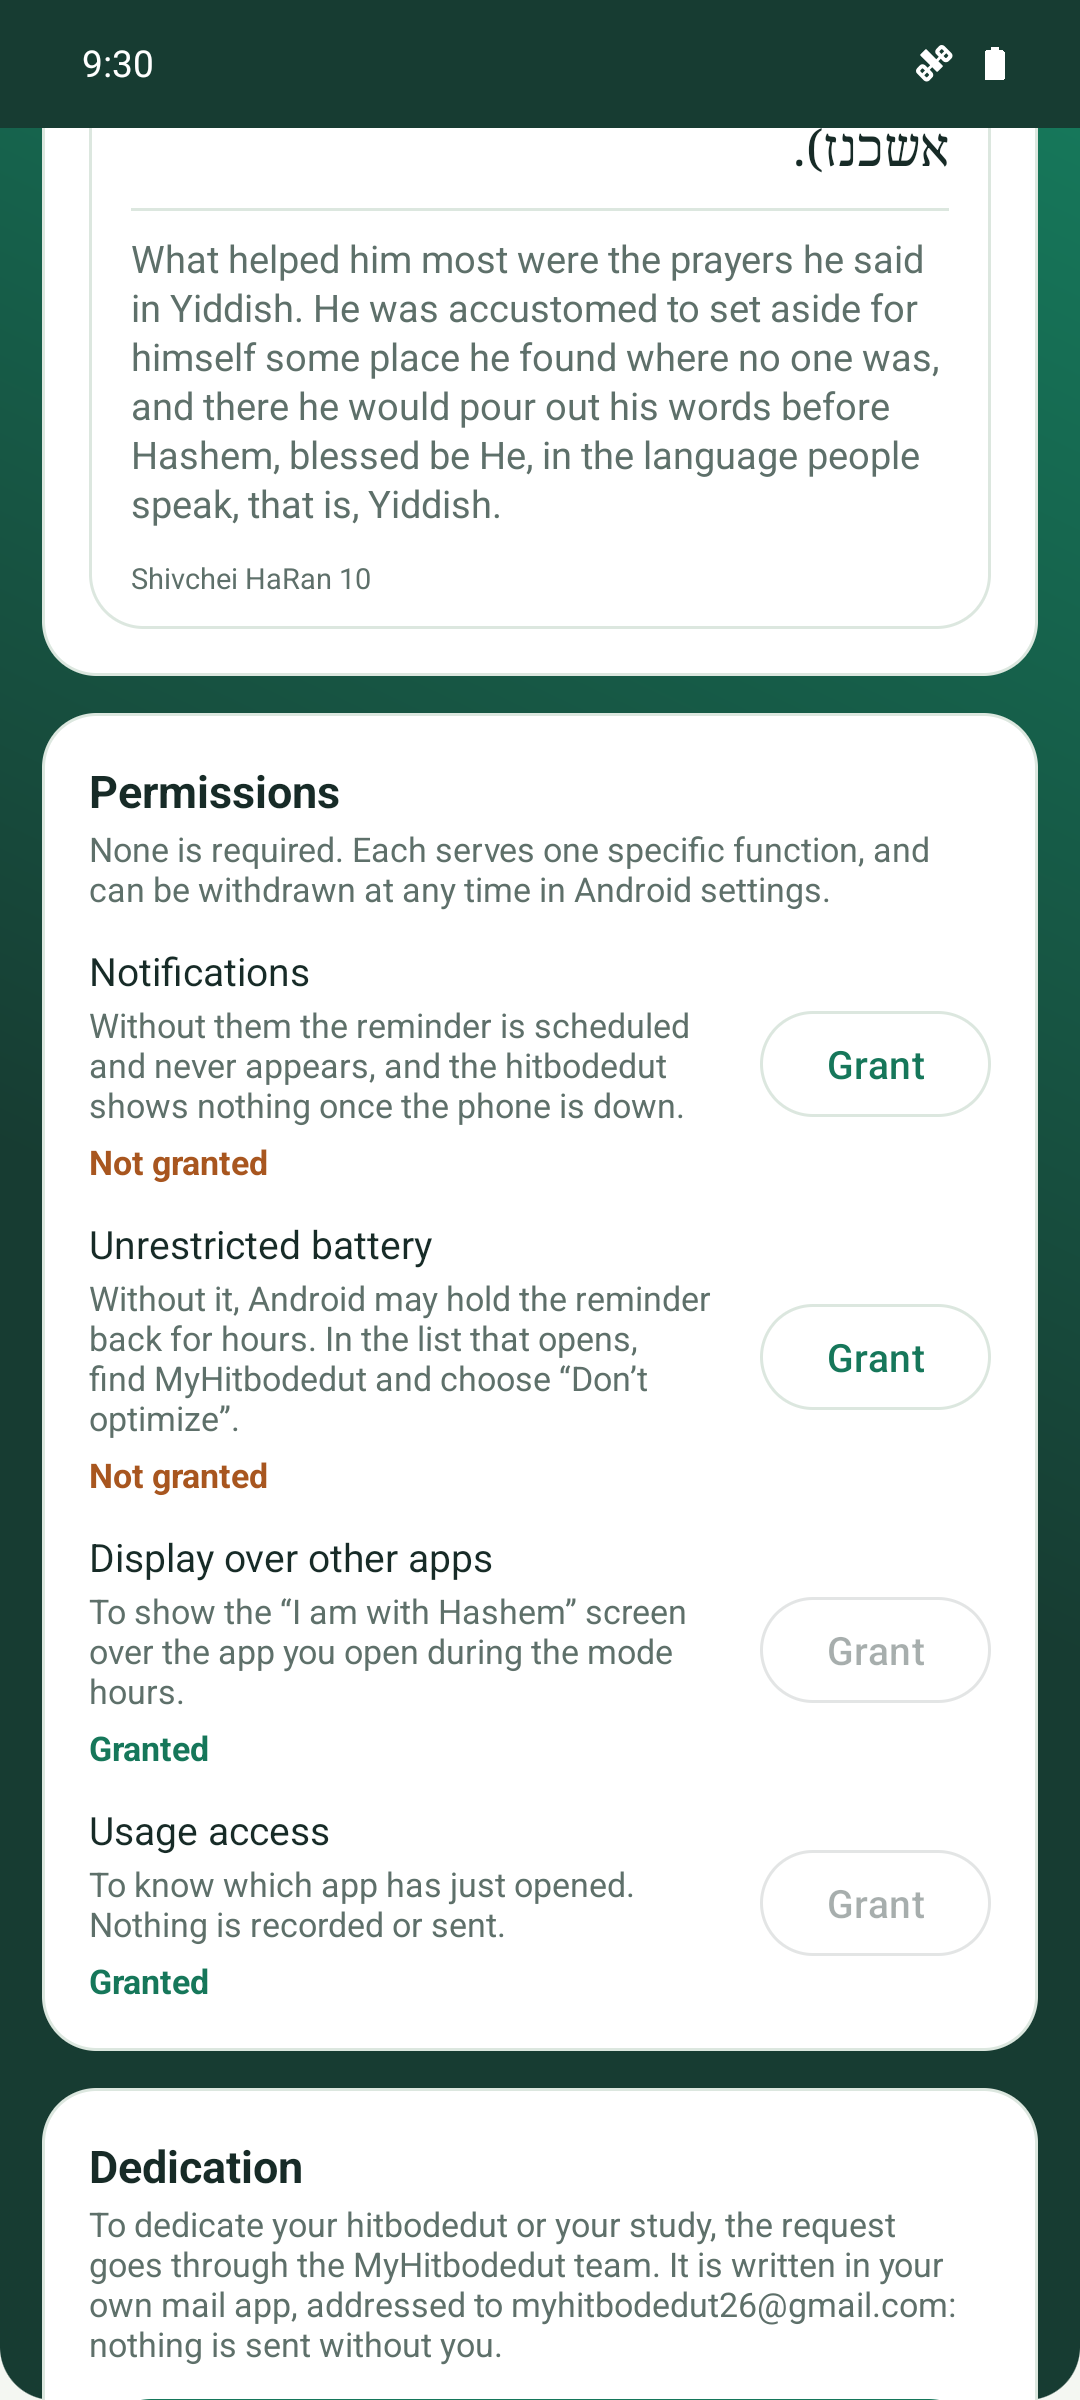 9:30
אשכנז).
What helped him most were the prayers he said
in Yiddish. He was accustomed to set aside for
himself some place he found where no one was,
and there he would pour out his words before
Hashem, blessed be He, in the language people
speak, that is, Yiddish.
Shivchei HaRan 10
Permissions
None is required. Each serves one specific function, and
can be withdrawn at any time in Android settings.
Notifications
Without them the reminder is scheduled
and never appears, and the hitbodedut
shows nothing once the phone is down.
Grant
Not granted
Unrestricted battery
Without it, Android may hold the reminder
back for hours. In the list that opens,
find MyHitbodedut and choose “Don’t
optimize”.
Grant
Not granted
Display over other apps
To show the “I am with Hashem” screen
over the app you open during the mode
hours.
Grant
Granted
Usage access
To know which app has just opened.
Nothing is recorded or sent.
Grant
Granted
Dedication
To dedicate your hitbodedut or your study, the request
goes through the MyHitbodedut team. It is written in your
own mail app, addressed to myhitbodedut26@gmail.com:
nothing is sent without you.